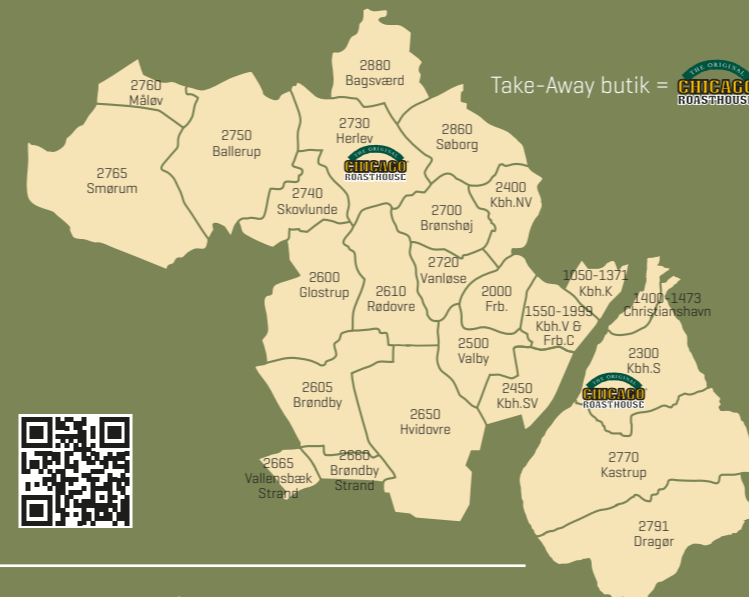 2880
Bagsværd
Take-Away butik =
THE ORIGINAL
CHICAGO
ROASTHOUSE
2760
Måløv
2750
Ballerup
2730
Herlev
THE ORIGINAL
CHICAGO
ROASTHOUSE
2860
Søborg
2765
Smørum
2740
Skovlunde
2400
Kbh.NV
2700
Brønshøj
2600
Glostrup
2610
Rødovre
2720
Vanløse
2000
Frb.
1050-1371
Kbh.K
1550-1999
Kbh.V &
Frb.C
1400-1473
Christianshavn
2500
Valby
2300
Kbh.S
THE ORIGINAL
CHICAGO
ROASTHOUSE
2605
Brøndby
2450
Kbh.SV
2650
Hvidovre
2665
Vallensbæk
Strand
2660
Brøndby
Strand
2770
Kastrup
2791
Dragør